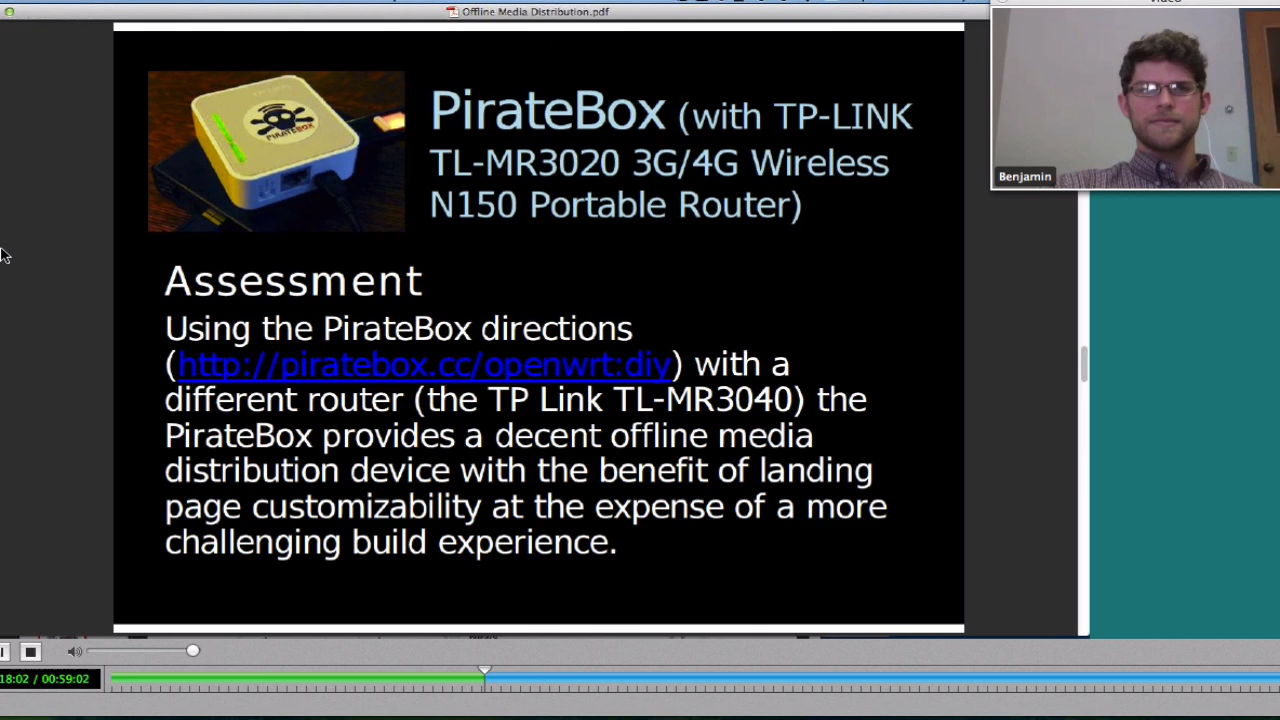 Offline Media Distribution.pdf
PIRATEBOX
PirateBox (with TP-LINK
TL-MR3020 3G/4G Wireless
N150 Portable Router)
Benjamin
Assessment
Using the PirateBox directions
(http://piratebox.cc/openwrt:diy) with a
different router (the TP Link TL-MR3040) the
PirateBox provides a decent offline media
distribution device with the benefit of landing
page customizability at the expense of a more
challenging build experience.
18:02 / 00:59:02